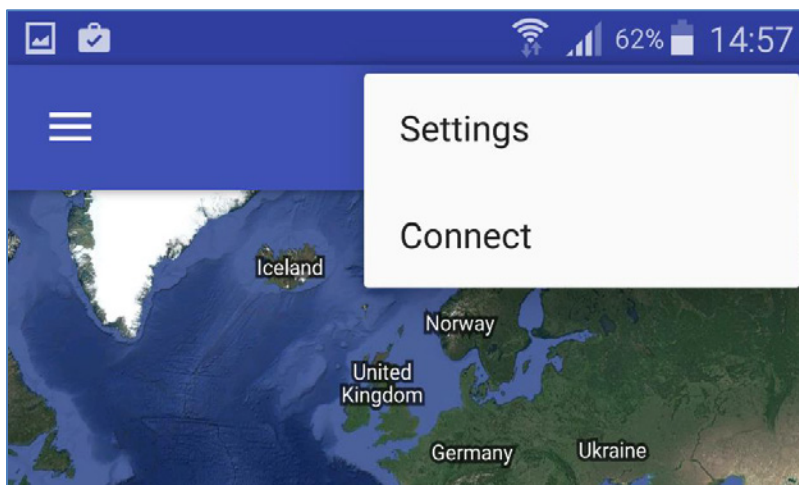 62% 14:57
Settings
Connect
Iceland
Norway
United
Kingdom
Germany
Ukraine